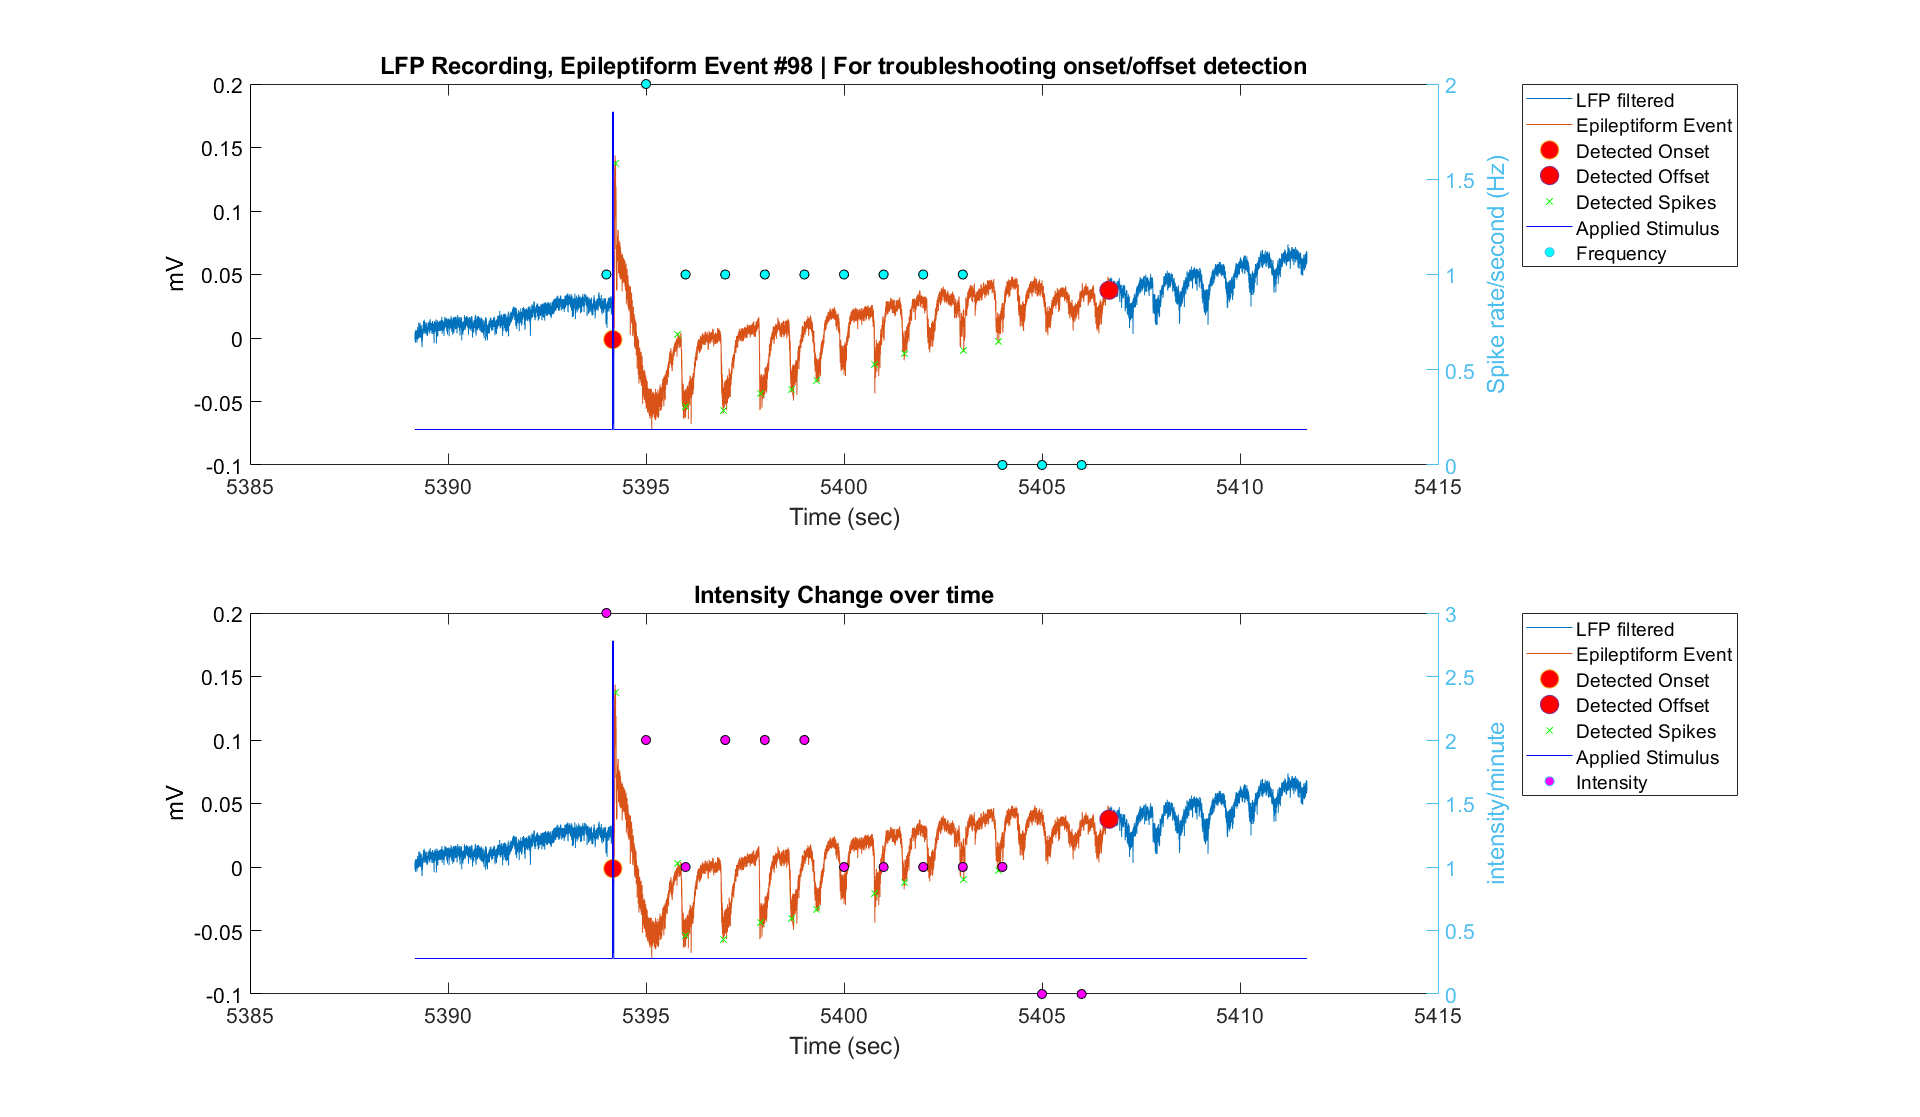 LFP Recording, Epileptiform Event #98 | For troubleshooting onset/offset detection
0.2
0.15
0.1
0.05
0
-0.05
-0.1
mV
5385 5390 5395 5400 5405 5410 5415
Time (sec)
2
1.5
1
0.5
0
Spike rate/second (Hz)
LFP filtered
Epileptiform Event
Detected Onset
Detected Offset
Detected Spikes
Applied Stimulus
Frequency
Intensity Change over time
0.2
0.15
0.1
0.05
0
-0.05
-0.1
mV
5385 5390 5395 5400 5405 5410 5415
Time (sec)
3
2.5
2
1.5
1
0.5
0
intensity/minute
LFP filtered
Epileptiform Event
Detected Onset
Detected Offset
Detected Spikes
Applied Stimulus
Intensity